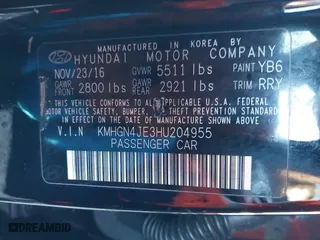 MANUFACTURED IN KOREA BY
HYUNDAI MOTOR COMPANY
NOV/23/16 GVWR 5511 lbs PAINT YB6
GAWR FRONT 2800 lbs GAWR REAR 2921 lbs TRIM RRY
THIS VEHICLE CONFORMS TO ALL APPLICABLE
U.S. FEDERAL MOTOR VEHICLE SAFETY, BUMPER, AND
THEFT PREVENTION STANDARDS IN EFFECT ON
THE DATE OF MANUFACTURE SHOWN ABOVE.
V.I.N KMHGN4JE3HU204955
PASSENGER CAR
DREAMBID